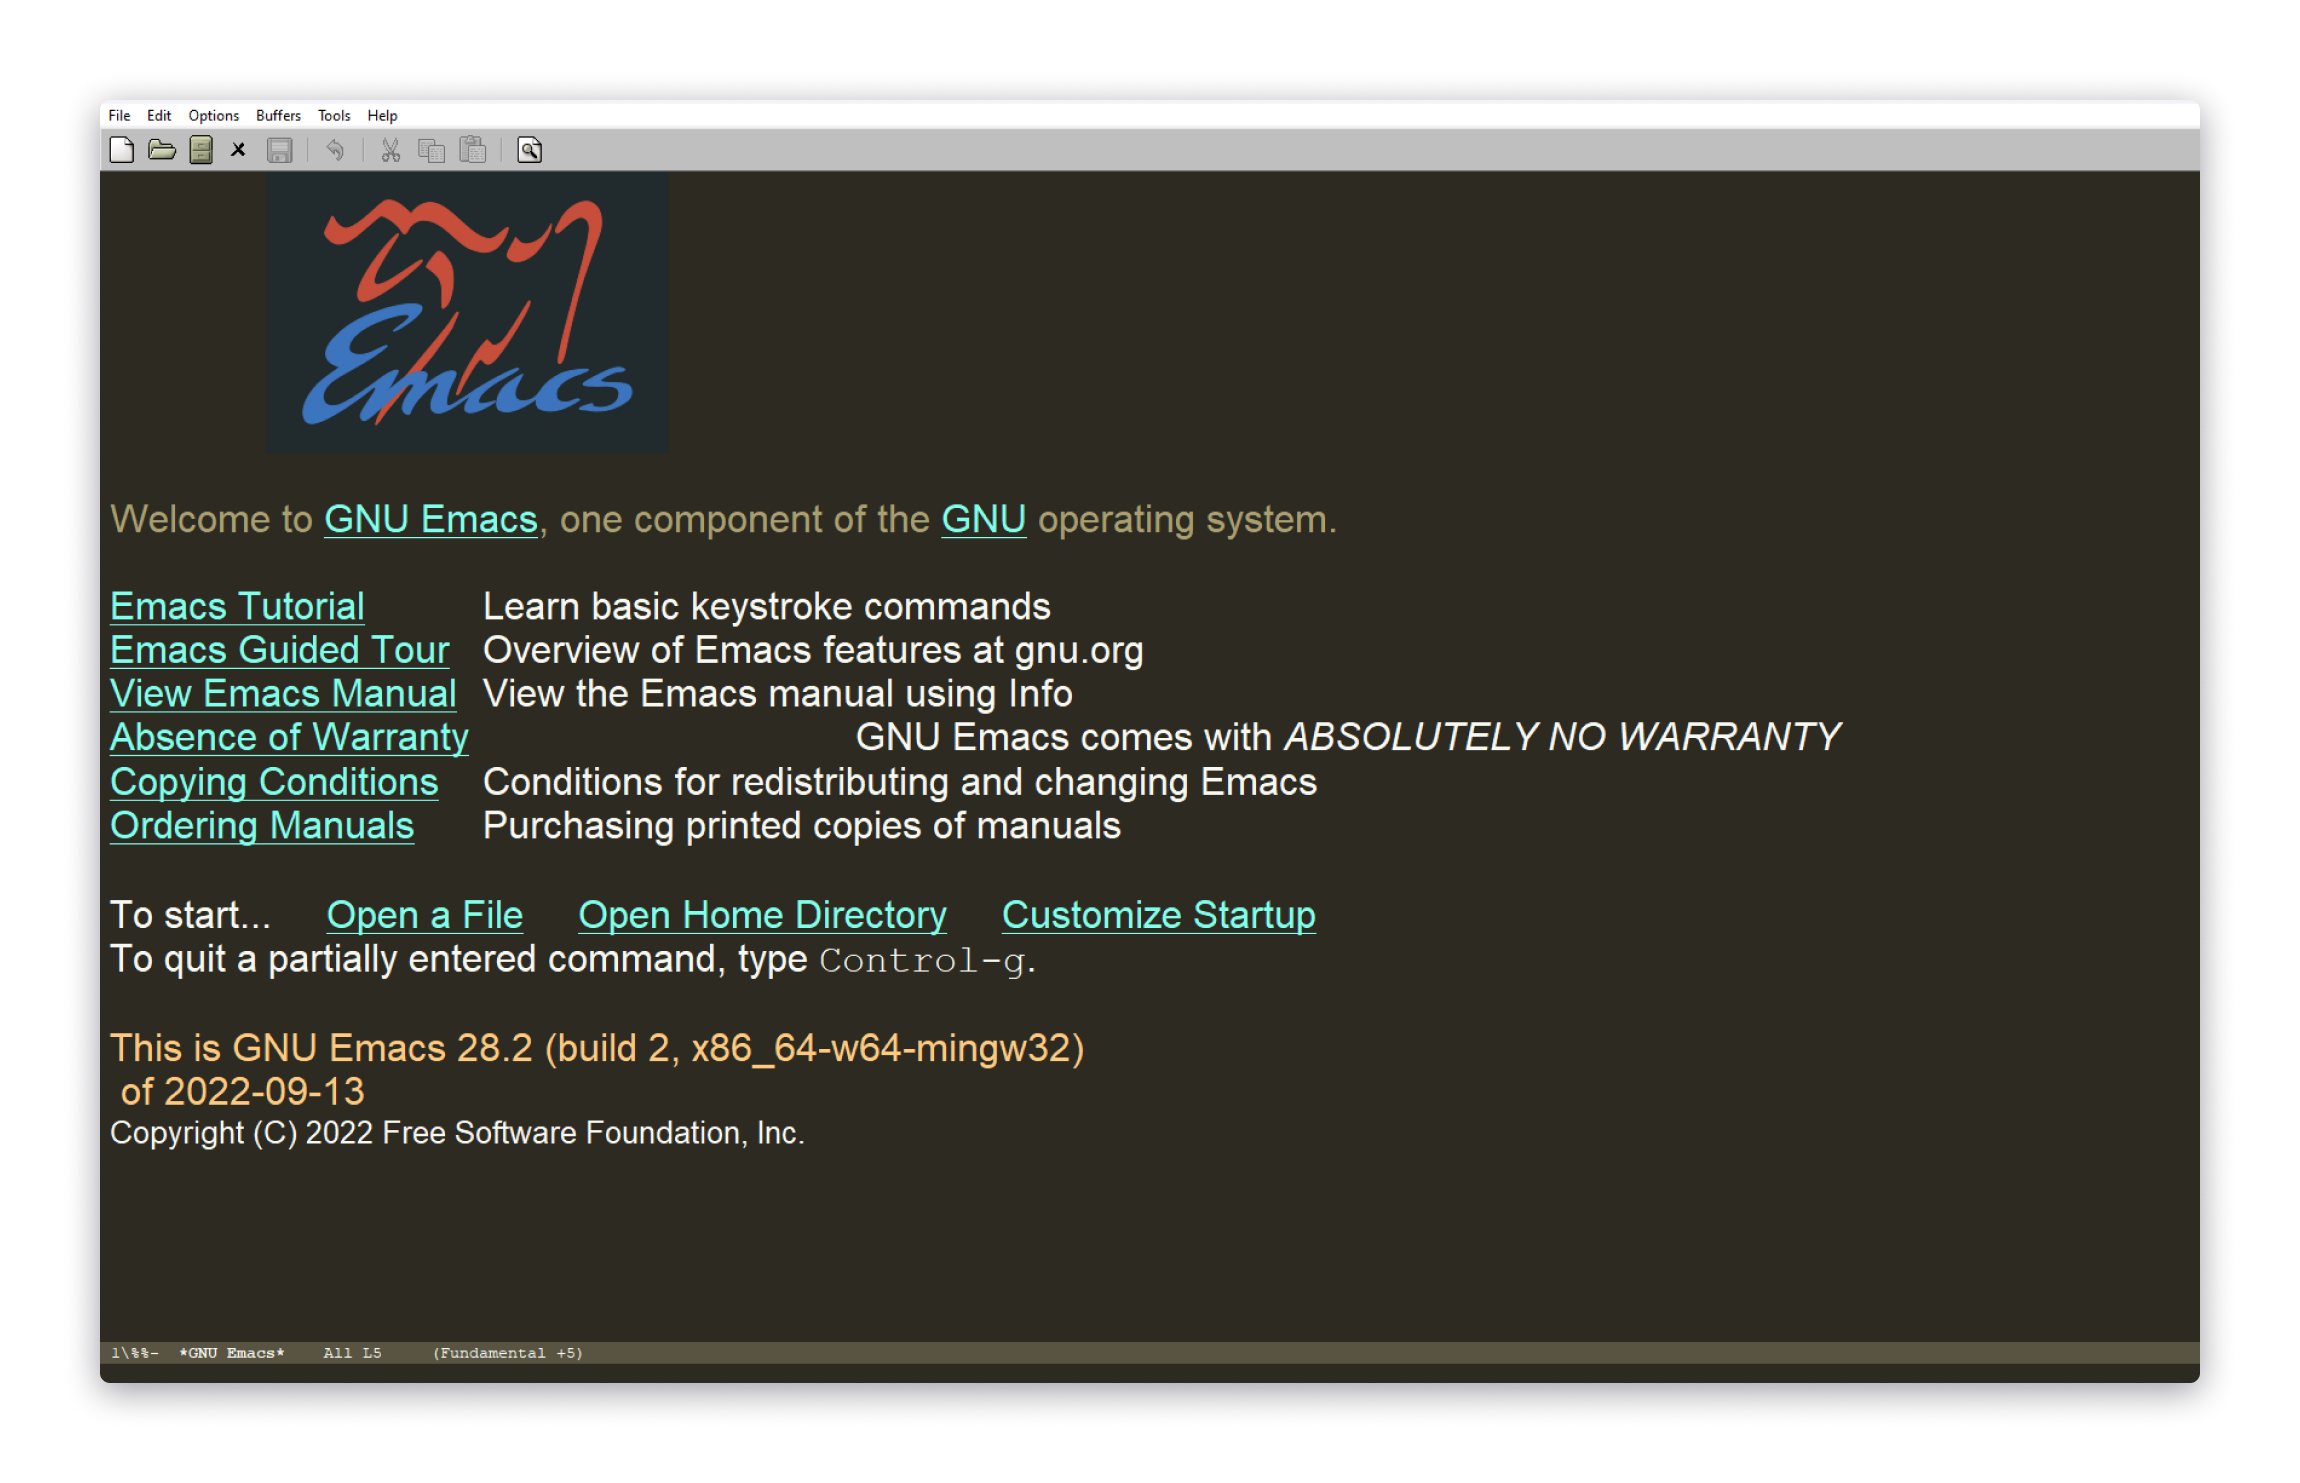 File Edit Options Buffers Tools Help
Emacs
Welcome to GNU Emacs, one component of the GNU operating system.
Emacs Tutorial Learn basic keystroke commands
Emacs Guided Tour Overview of Emacs features at gnu.org
View Emacs Manual View the Emacs manual using Info
Absence of Warranty GNU Emacs comes with ABSOLUTELY NO WARRANTY
Copying Conditions Conditions for redistributing and changing Emacs
Ordering Manuals Purchasing printed copies of manuals
To start... Open a File Open Home Directory Customize Startup
To quit a partially entered command, type Control-g.
This is GNU Emacs 28.2 (build 2, x86_64-w64-mingw32)
of 2022-09-13
Copyright (C) 2022 Free Software Foundation, Inc.
1\%%- *GNU Emacs* All L5 (Fundamental +5)